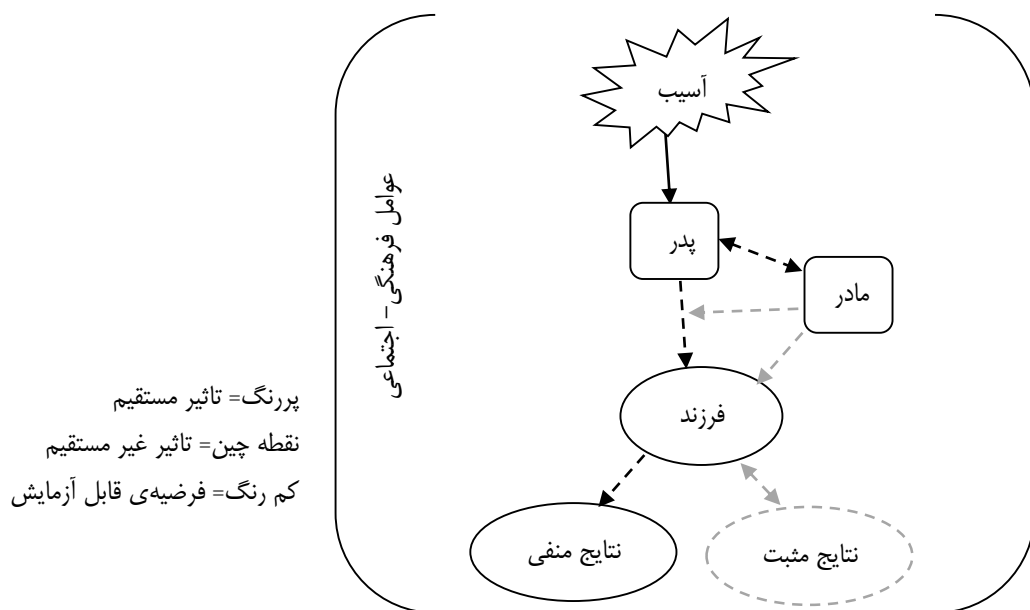 آسیب
پدر
مادر
عوامل فرهنگی- اجتماعی
فرزند
نتایج مثبت
نتایج منفی
پررنگ= تاثیر مستقیم
نقطه چین= تاثیر غیر مستقیم
کم رنگ= فرضیه‌ی قابل آزمایش